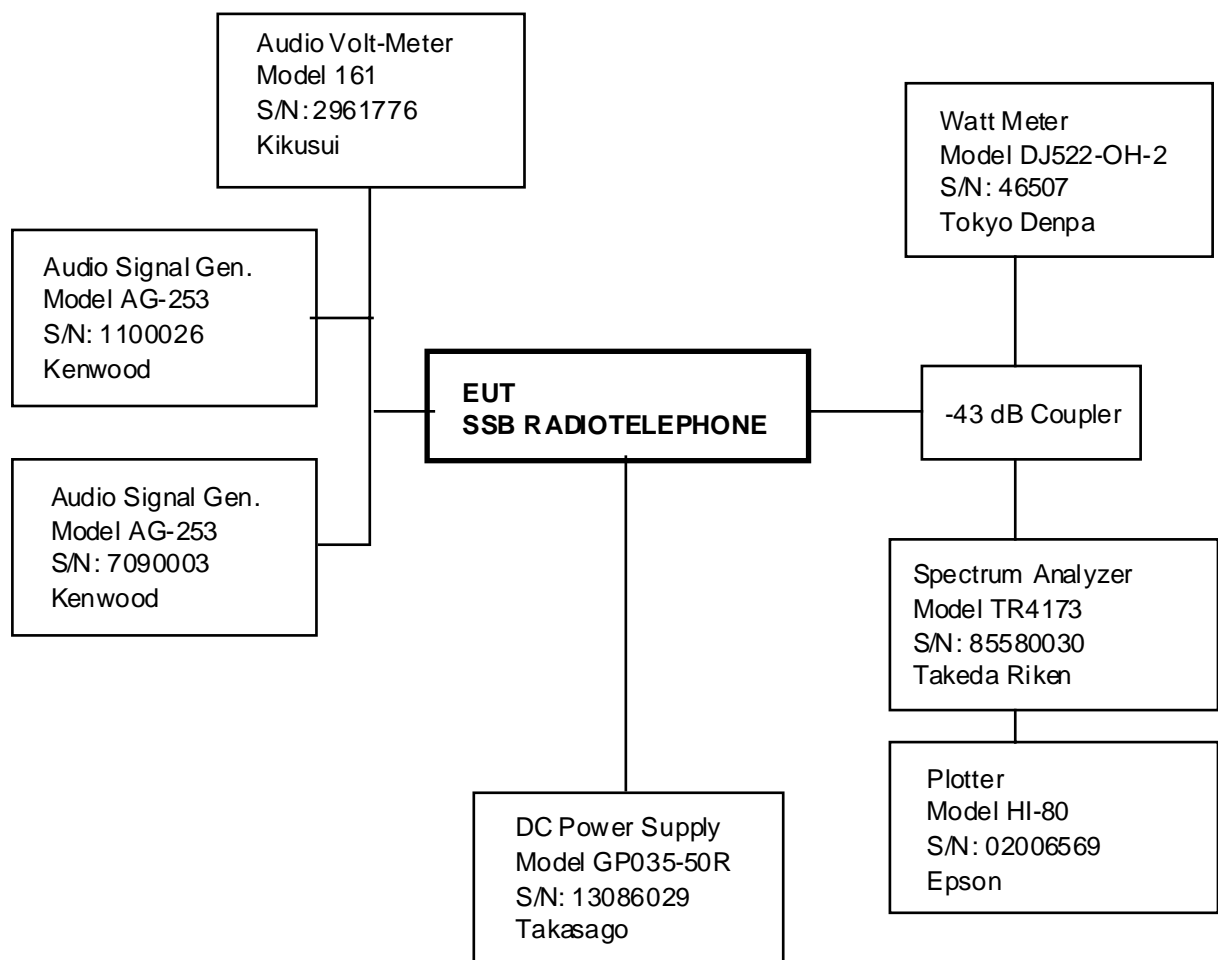 Audio Volt-Meter
Model 161
S/N: 2961776
Kikusui
Watt Meter
Model DJ522-OH-2
S/N: 46507
Tokyo Denpa
Audio Signal Gen.
Model AG-253
S/N: 1100026
Kenwood
EUT
SSB RADIOTELEPHONE
-43 dB Coupler
Audio Signal Gen.
Model AG-253
S/N: 7090003
Kenwood
Spectrum Analyzer
Model TR4173
S/N: 85580030
Takeda Riken
DC Power Supply
Model GP035-50R
S/N: 13086029
Takasago
Plotter
Model HI-80
S/N: 02006569
Epson